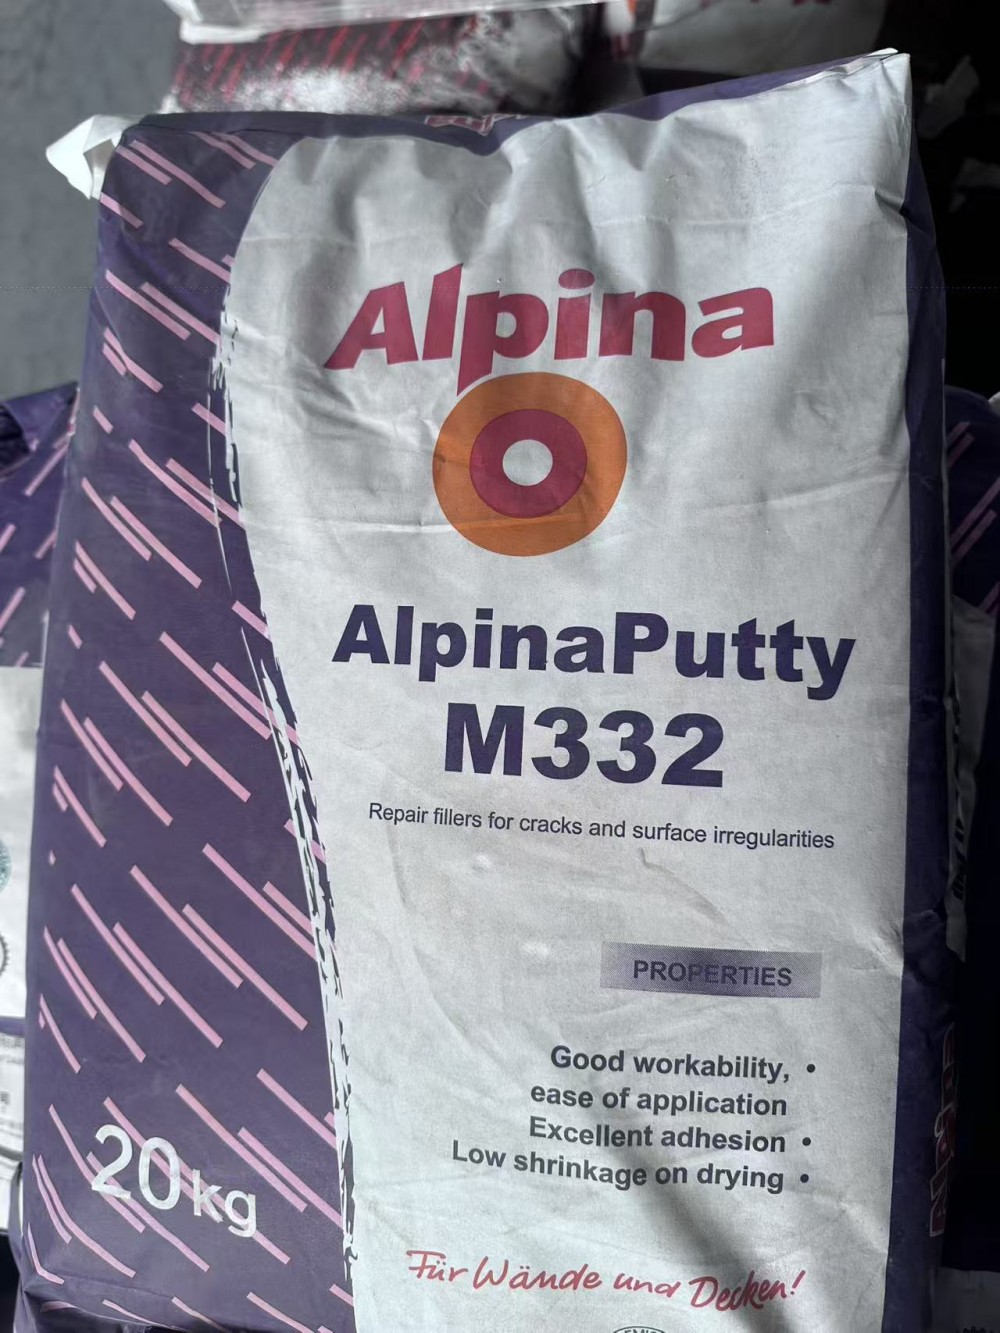 Alpina
AlpinaPutty
M332
Repair fillers for cracks and surface irregularities
PROPERTIES
Good workability, •
ease of application
Excellent adhesion •
Low shrinkage on drying •
20kg
Für Wände und Decken!
Alpina